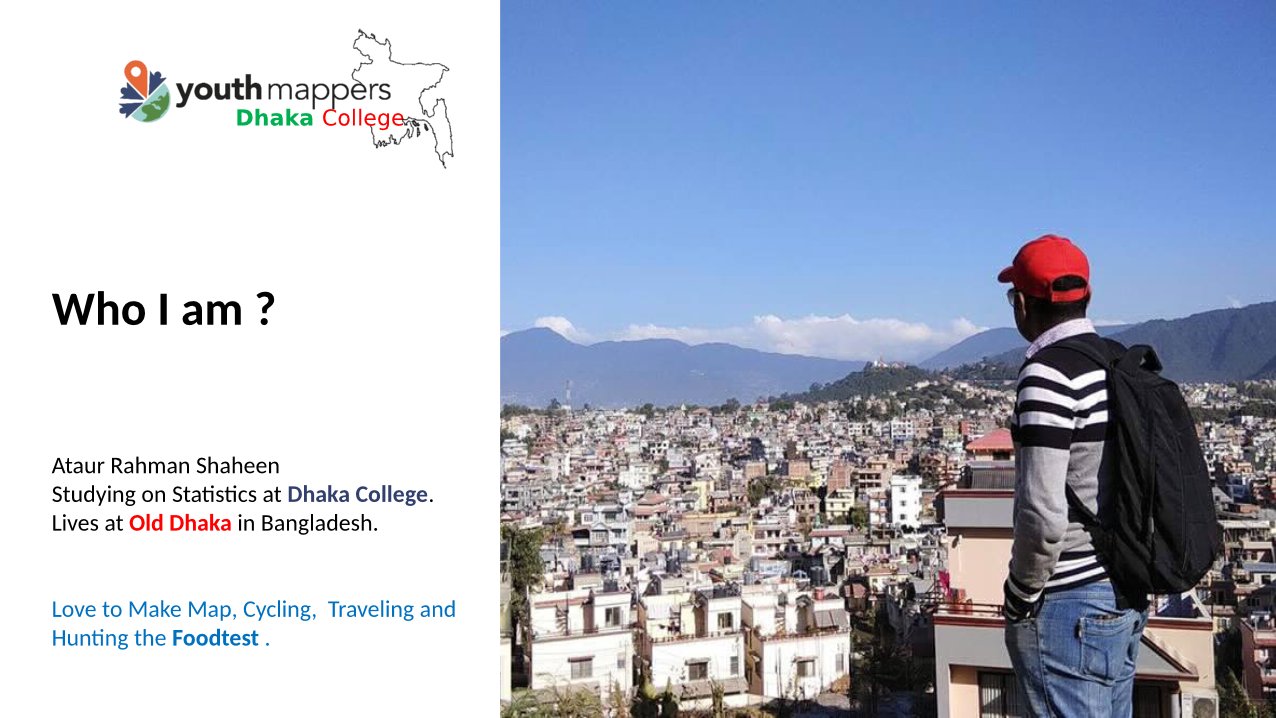 youthmappers
Dhaka College
Who I am ?
Ataur Rahman Shaheen
Studying on Statistics at Dhaka College.
Lives at Old Dhaka in Bangladesh.
Love to Make Map, Cycling, Traveling and
Hunting the Foodtest .